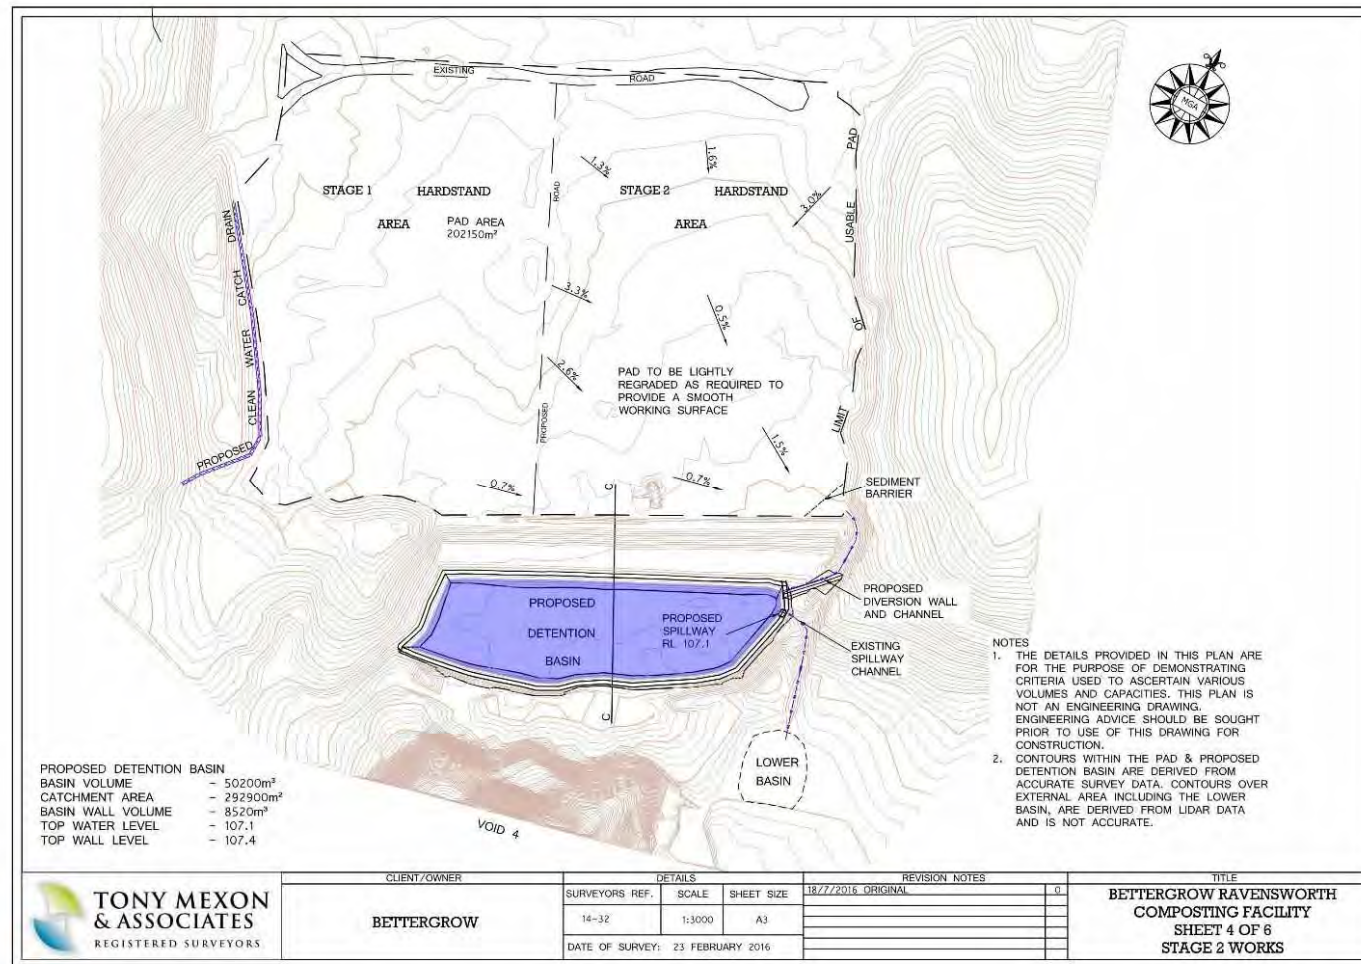 EXISTING
ROAD
MGA
STAGE 1 HARDSTAND
AREA
PAD AREA
202150m²
ROAD
PROPOSED
1.3%
1.6%
3.0%
STAGE 2 HARDSTAND
AREA
LIMIT OF USABLE PAD
PROPOSED CLEAN WATER CATCH DRAIN
3.3%
0.5%
2.6%
PAD TO BE LIGHTLY
REGRADED AS REQUIRED TO
PROVIDE A SMOOTH
WORKING SURFACE
1.5%
0.7%
C
0.7%
SEDIMENT
BARRIER
PROPOSED
DETENTION
BASIN
PROPOSED
SPILLWAY
RL 107.1
PROPOSED
DIVERSION WALL
AND CHANNEL
EXISTING
SPILLWAY
CHANNEL
C
LOWER
BASIN
VOID 4
NOTES
1. THE DETAILS PROVIDED IN THIS PLAN ARE
FOR THE PURPOSE OF DEMONSTRATING
CRITERIA USED TO ASCERTAIN VARIOUS
VOLUMES AND CAPACITIES. THIS PLAN IS
NOT AN ENGINEERING DRAWING.
ENGINEERING ADVICE SHOULD BE SOUGHT
PRIOR TO USE OF THIS DRAWING FOR
CONSTRUCTION.
2. CONTOURS WITHIN THE PAD & PROPOSED
DETENTION BASIN ARE DERIVED FROM
ACCURATE SURVEY DATA. CONTOURS OVER
EXTERNAL AREA INCLUDING THE LOWER
BASIN, ARE DERIVED FROM LIDAR DATA
AND IS NOT ACCURATE.
PROPOSED DETENTION BASIN
BASIN VOLUME - 50200m³
CATCHMENT AREA - 292900m²
BASIN WALL VOLUME - 8520m³
TOP WATER LEVEL - 107.1
TOP WALL LEVEL - 107.4
TONY MEXON
& ASSOCIATES
REGISTERED SURVEYORS
CLIENT/OWNER
BETTERGROW
DETAILS
SURVEYORS REF. SCALE SHEET SIZE
14-32 1:3000 A3
DATE OF SURVEY: 23 FEBRUARY 2016
REVISION NOTES
18/7/2016 ORIGINAL 0
TITLE
BETTERGROW RAVENSWORTH
COMPOSTING FACILITY
SHEET 4 OF 6
STAGE 2 WORKS